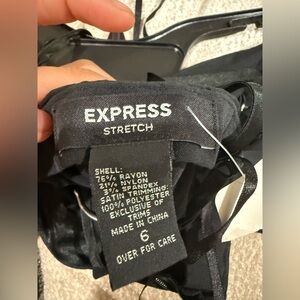 EXPRESS
STRETCH
SHELL:
76% RAYON
21% NYLON
3% SPANDEX
SATIN TRIMMING:
100% POLYESTER
EXCLUSIVE OF
TRIMS
MADE IN CHINA
6
OVER FOR CARE